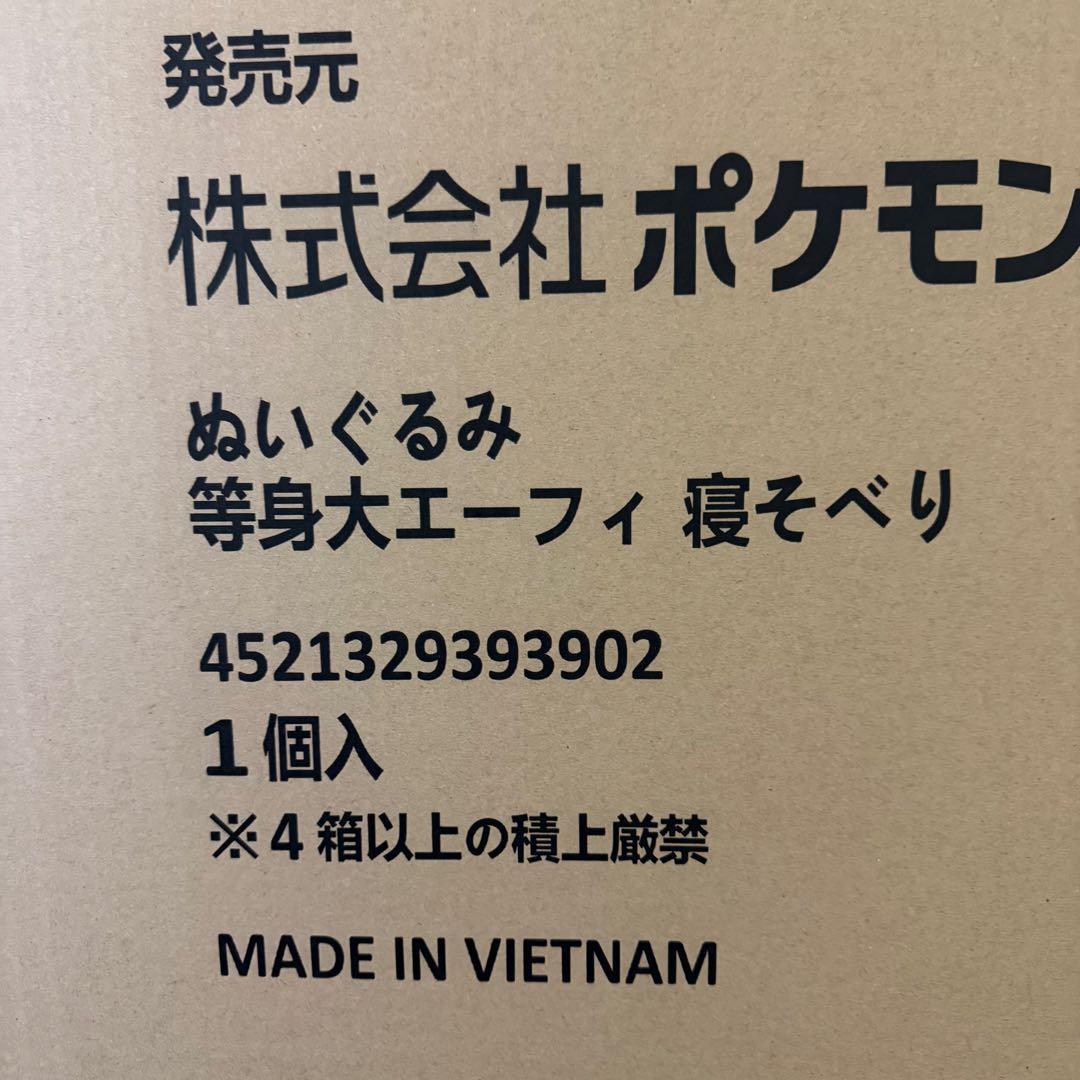 発売元
株式会社 ポケモン
ぬいぐるみ
等身大エーフィ 寝そべり
4521329393902
1個入
※4箱以上の積上厳禁
MADE IN VIETNAM